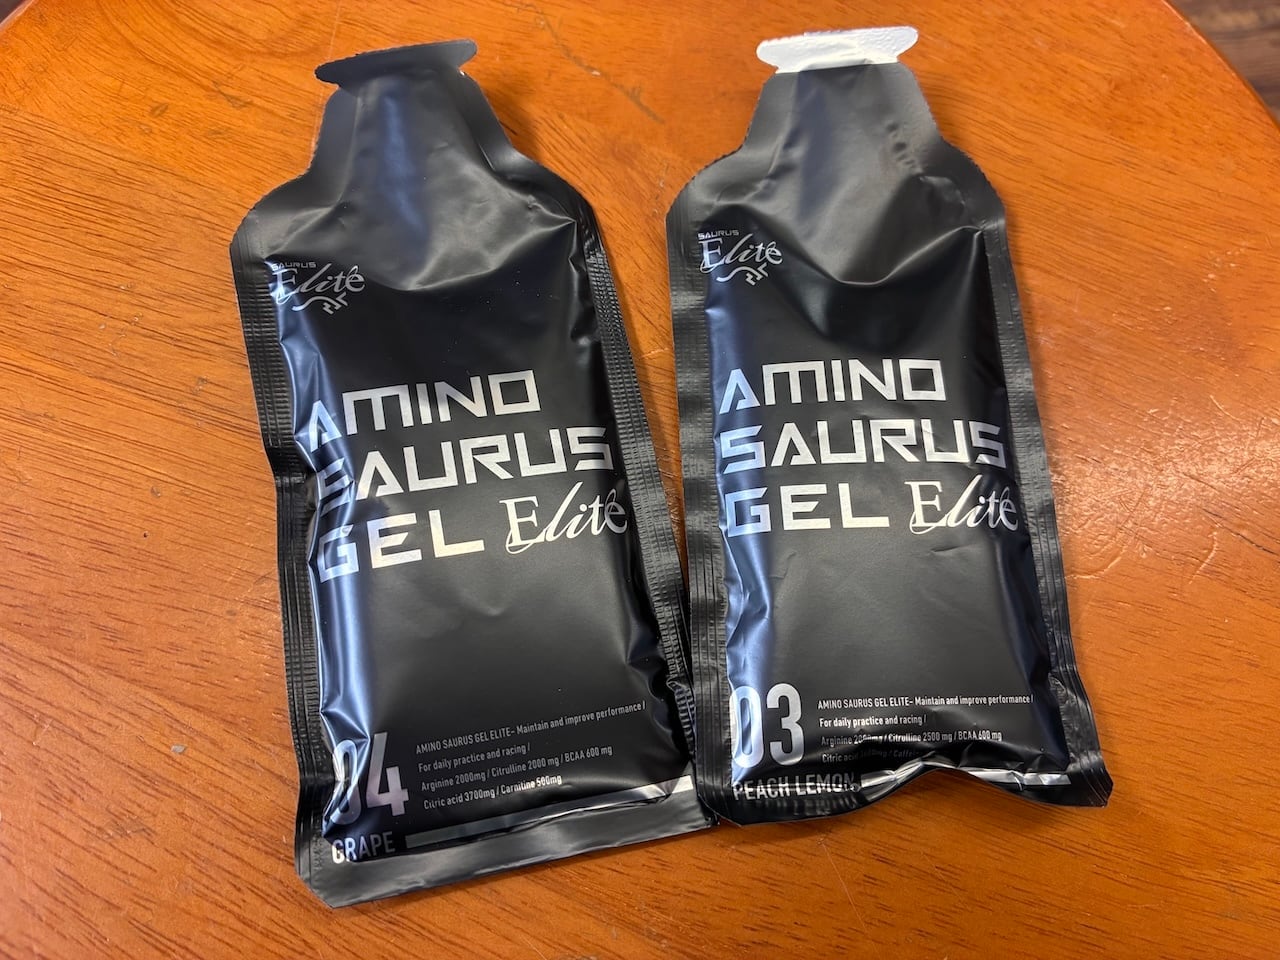 SAURUS
Elite
AMINO
SAURUS
GEL Elite
04
AMINO SAURUS GEL ELITE- Maintain and improve performance /
For daily practice and racing /
Arginine 2000mg / Citrulline 2000 mg / BCAA 600 mg
Citric acid 3700mg / Carnitine 500mg
GRAPE
SAURUS
Elite
AMINO
SAURUS
GEL Elite
03
AMINO SAURUS GEL ELITE- Maintain and improve performance /
For daily practice and racing /
Arginine / Citrulline 2500 mg / BCAA 600 mg
Citric acid
PEACH LEMON